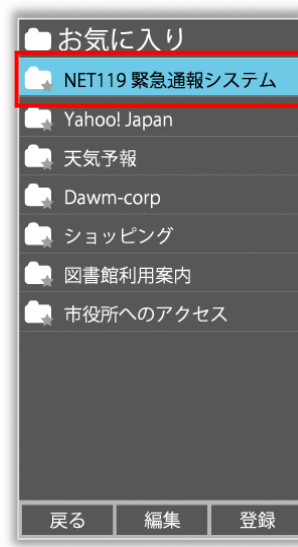 お気に入り
NET119 緊急通報システム
Yahoo! Japan
天気予報
Dawm-corp
ショッピング
図書館利用案内
市役所へのアクセス
戻る 編集 登録